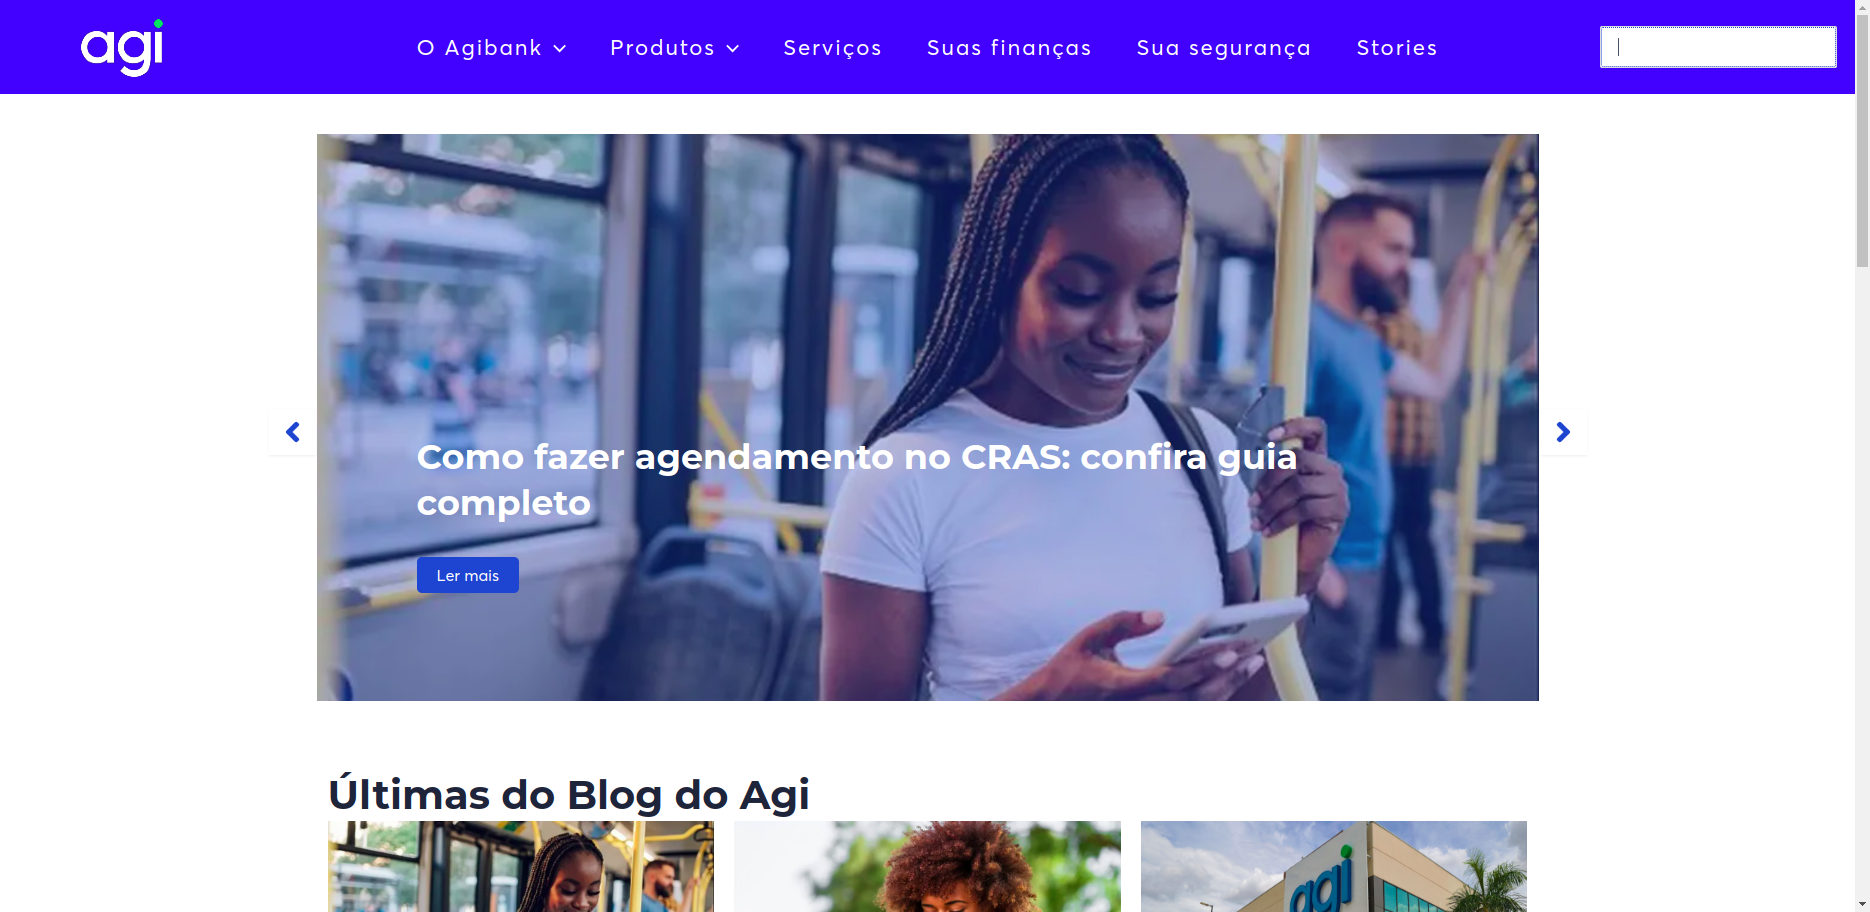 agi
O Agibank
Produtos
Serviços
Suas finanças
Sua segurança
Stories
Como fazer agendamento no CRAS: confira guia
completo
Ler mais
Últimas do Blog do Agi
agi